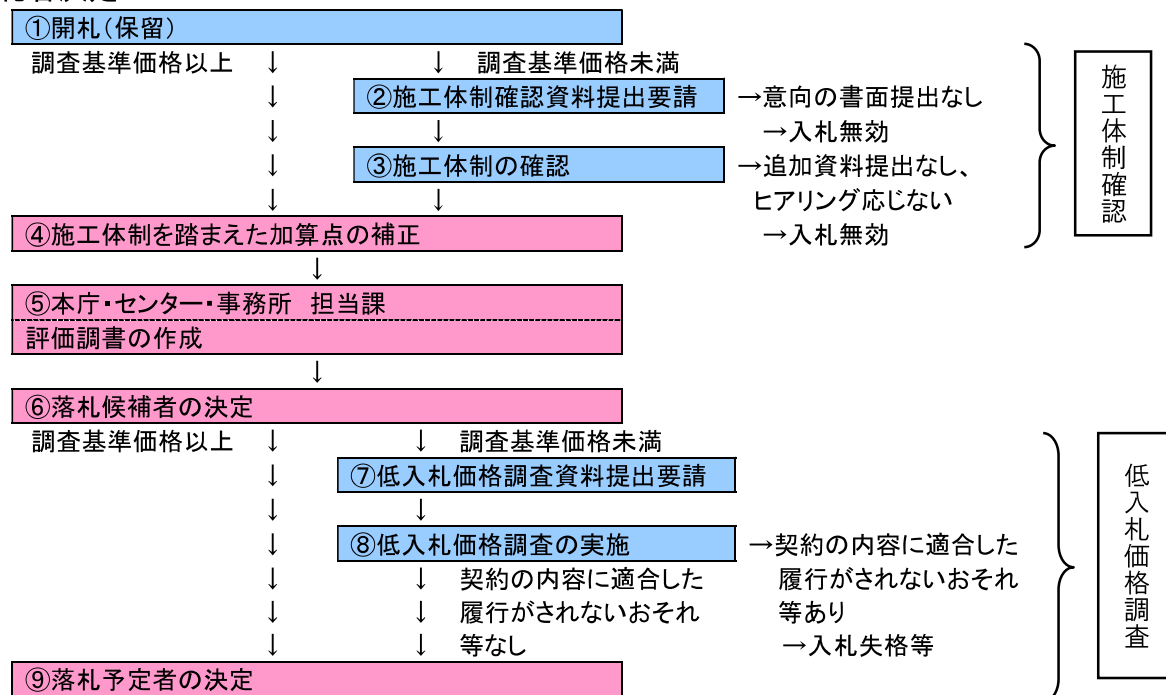 ①開札(保留)
調査基準価格以上 ↓ ↓ 調査基準価格未満
↓ ②施工体制確認資料提出要請 →意向の書面提出なし
↓ ↓ →入札無効
↓ ③施工体制の確認 →追加資料提出なし、
↓ ↓ ヒアリング応じない
④施工体制を踏まえた加算点の補正 →入札無効
施工体制確認
↓
⑤本庁・センター・事務所 担当課
評価調書の作成
↓
⑥落札候補者の決定
調査基準価格以上 ↓ ↓ 調査基準価格未満
↓ ⑦低入札価格調査資料提出要請
↓ ↓
↓ ⑧低入札価格調査の実施 →契約の内容に適合した
↓ ↓ 契約の内容に適合した 履行がされないおそれ
↓ ↓ 履行がされないおそれ 等あり
↓ ↓ 等なし →入札失格等
⑨落札予定者の決定
低入札価格調査